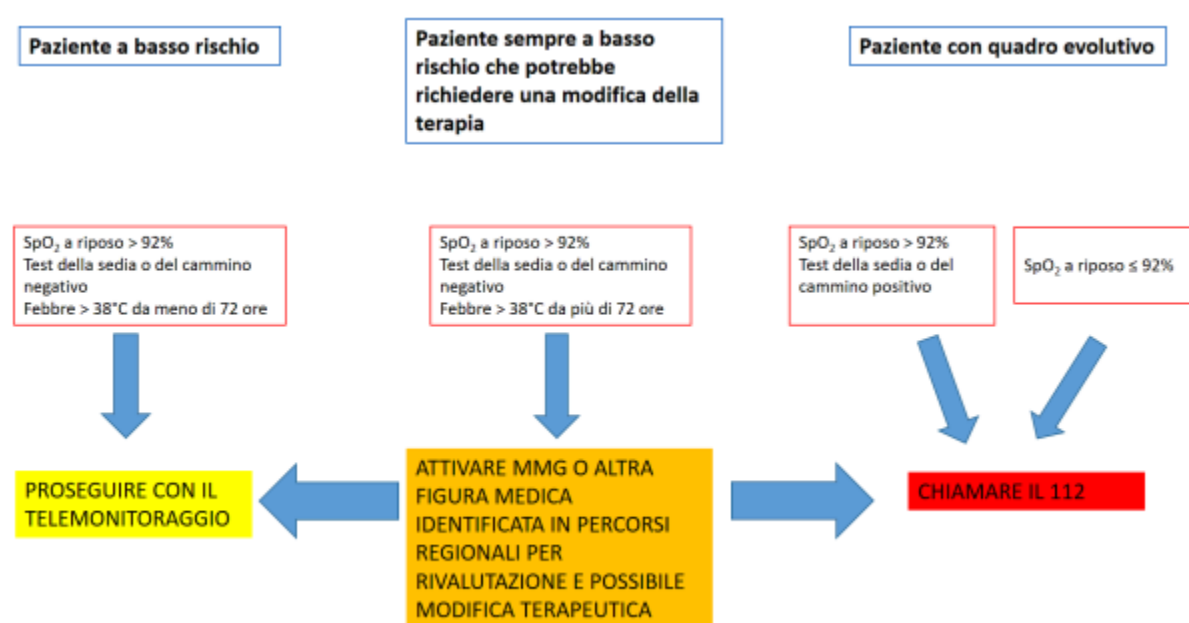 Paziente a basso rischio
Paziente sempre a basso
rischio che potrebbe
richiedere una modifica della
terapia
Paziente con quadro evolutivo
SpO₂ a riposo > 92%
Test della sedia o del cammino
negativo
Febbre > 38°C da meno di 72 ore
SpO₂ a riposo > 92%
Test della sedia o del cammino
negativo
Febbre > 38°C da più di 72 ore
SpO₂ a riposo > 92%
Test della sedia o del
cammino positivo
SpO₂ a riposo ≤ 92%
PROSEGUIRE CON IL
TELEMONITORAGGIO
ATTIVARE MMG O ALTRA
FIGURA MEDICA
IDENTIFICATA IN PERCORSI
REGIONALI PER
RIVALUTAZIONE E POSSIBILE
MODIFICA TERAPEUTICA
CHIAMARE IL 112